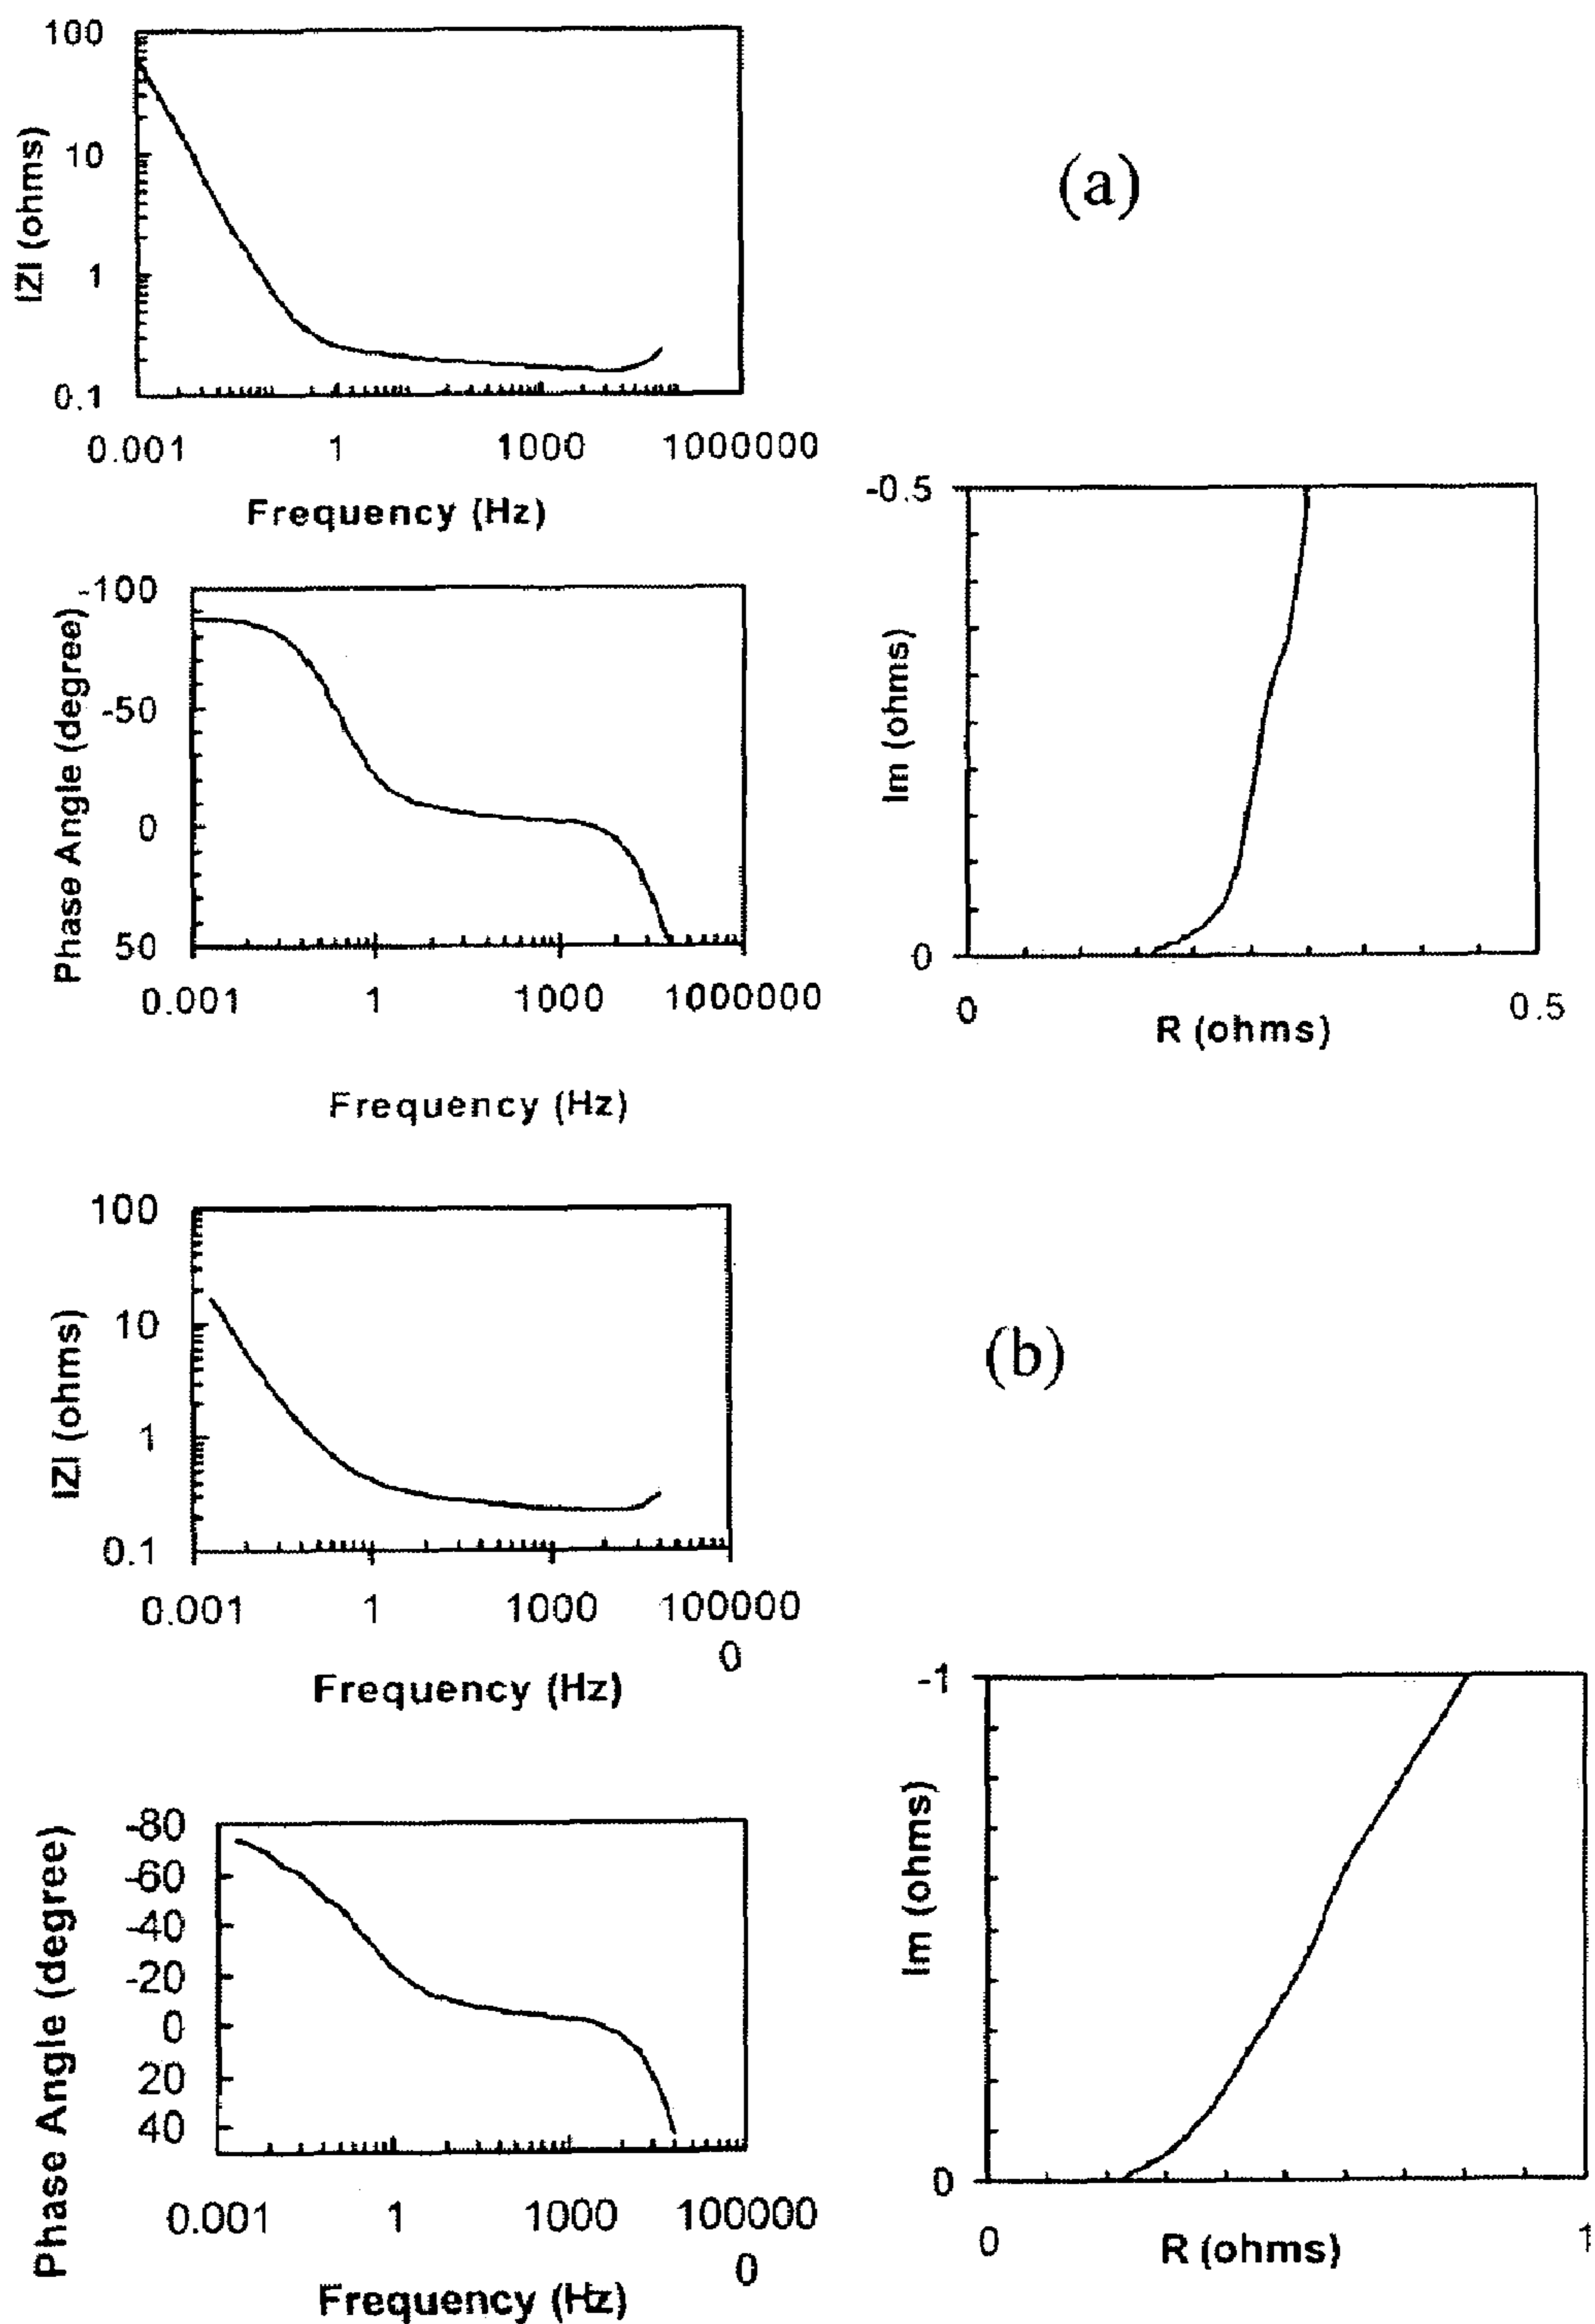 100
10
1
0.1
|Z| (ohms)
0.001 1 1000 1000000
Frequency (Hz)
(a)
-100
-50
0
50
Phase Angle (degree)
0.001 1 1000 1000000
Frequency (Hz)
-0.5
0
Im (ohms)
0 0.5
R (ohms)
100
10
1
0.1
|Z| (ohms)
0.001 1 1000 100000
0
Frequency (Hz)
(b)
-80
-60
-40
-20
0
20
40
Phase Angle (degree)
0.001 1 1000 100000
0
Frequency (Hz)
-1
0
Im (ohms)
0 1
R (ohms)